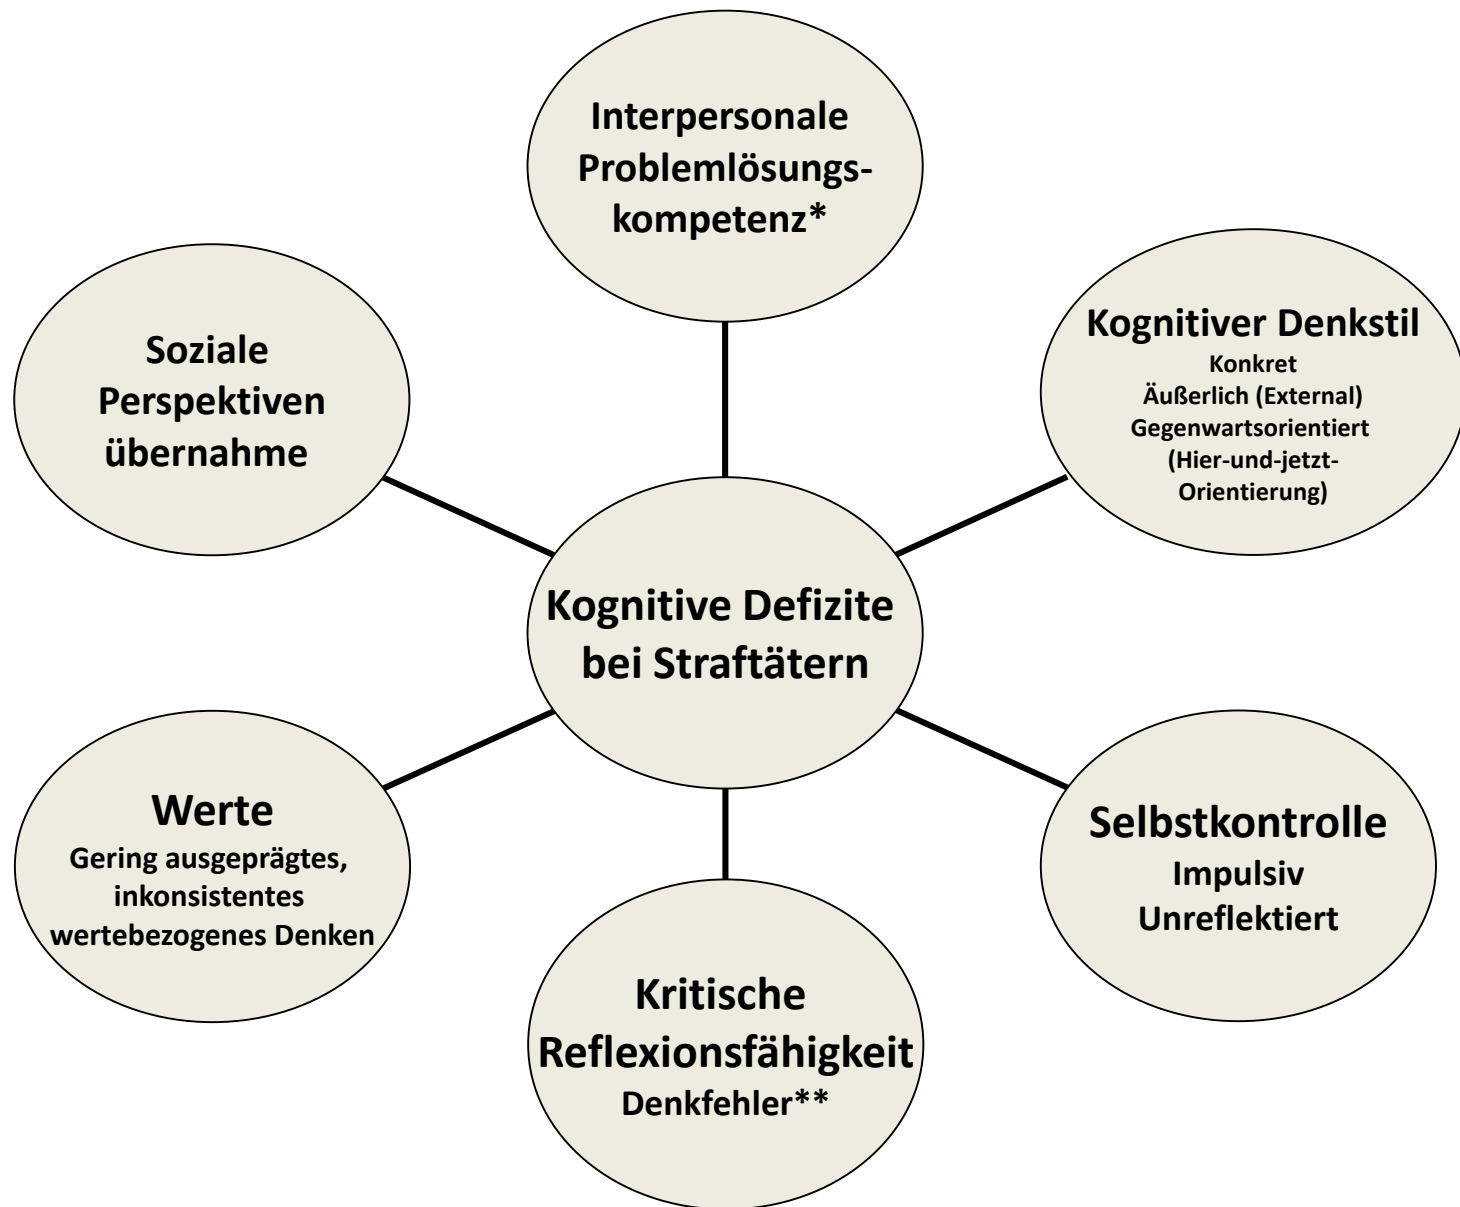 Interpersonale
Problemlösungs-
kompetenz*
Soziale
Perspektiven
übernahme
Kognitiver Denkstil
Konkret
Äußerlich (External)
Gegenwartsorientiert
(Hier-und-jetzt-
Orientierung)
Kognitive Defizite
bei Straftätern
Werte
Gering ausgeprägtes,
inkonsistentes
wertebezogenes Denken
Selbstkontrolle
Impulsiv
Unreflektiert
Kritische
Reflexionsfähigkeit
Denkfehler**